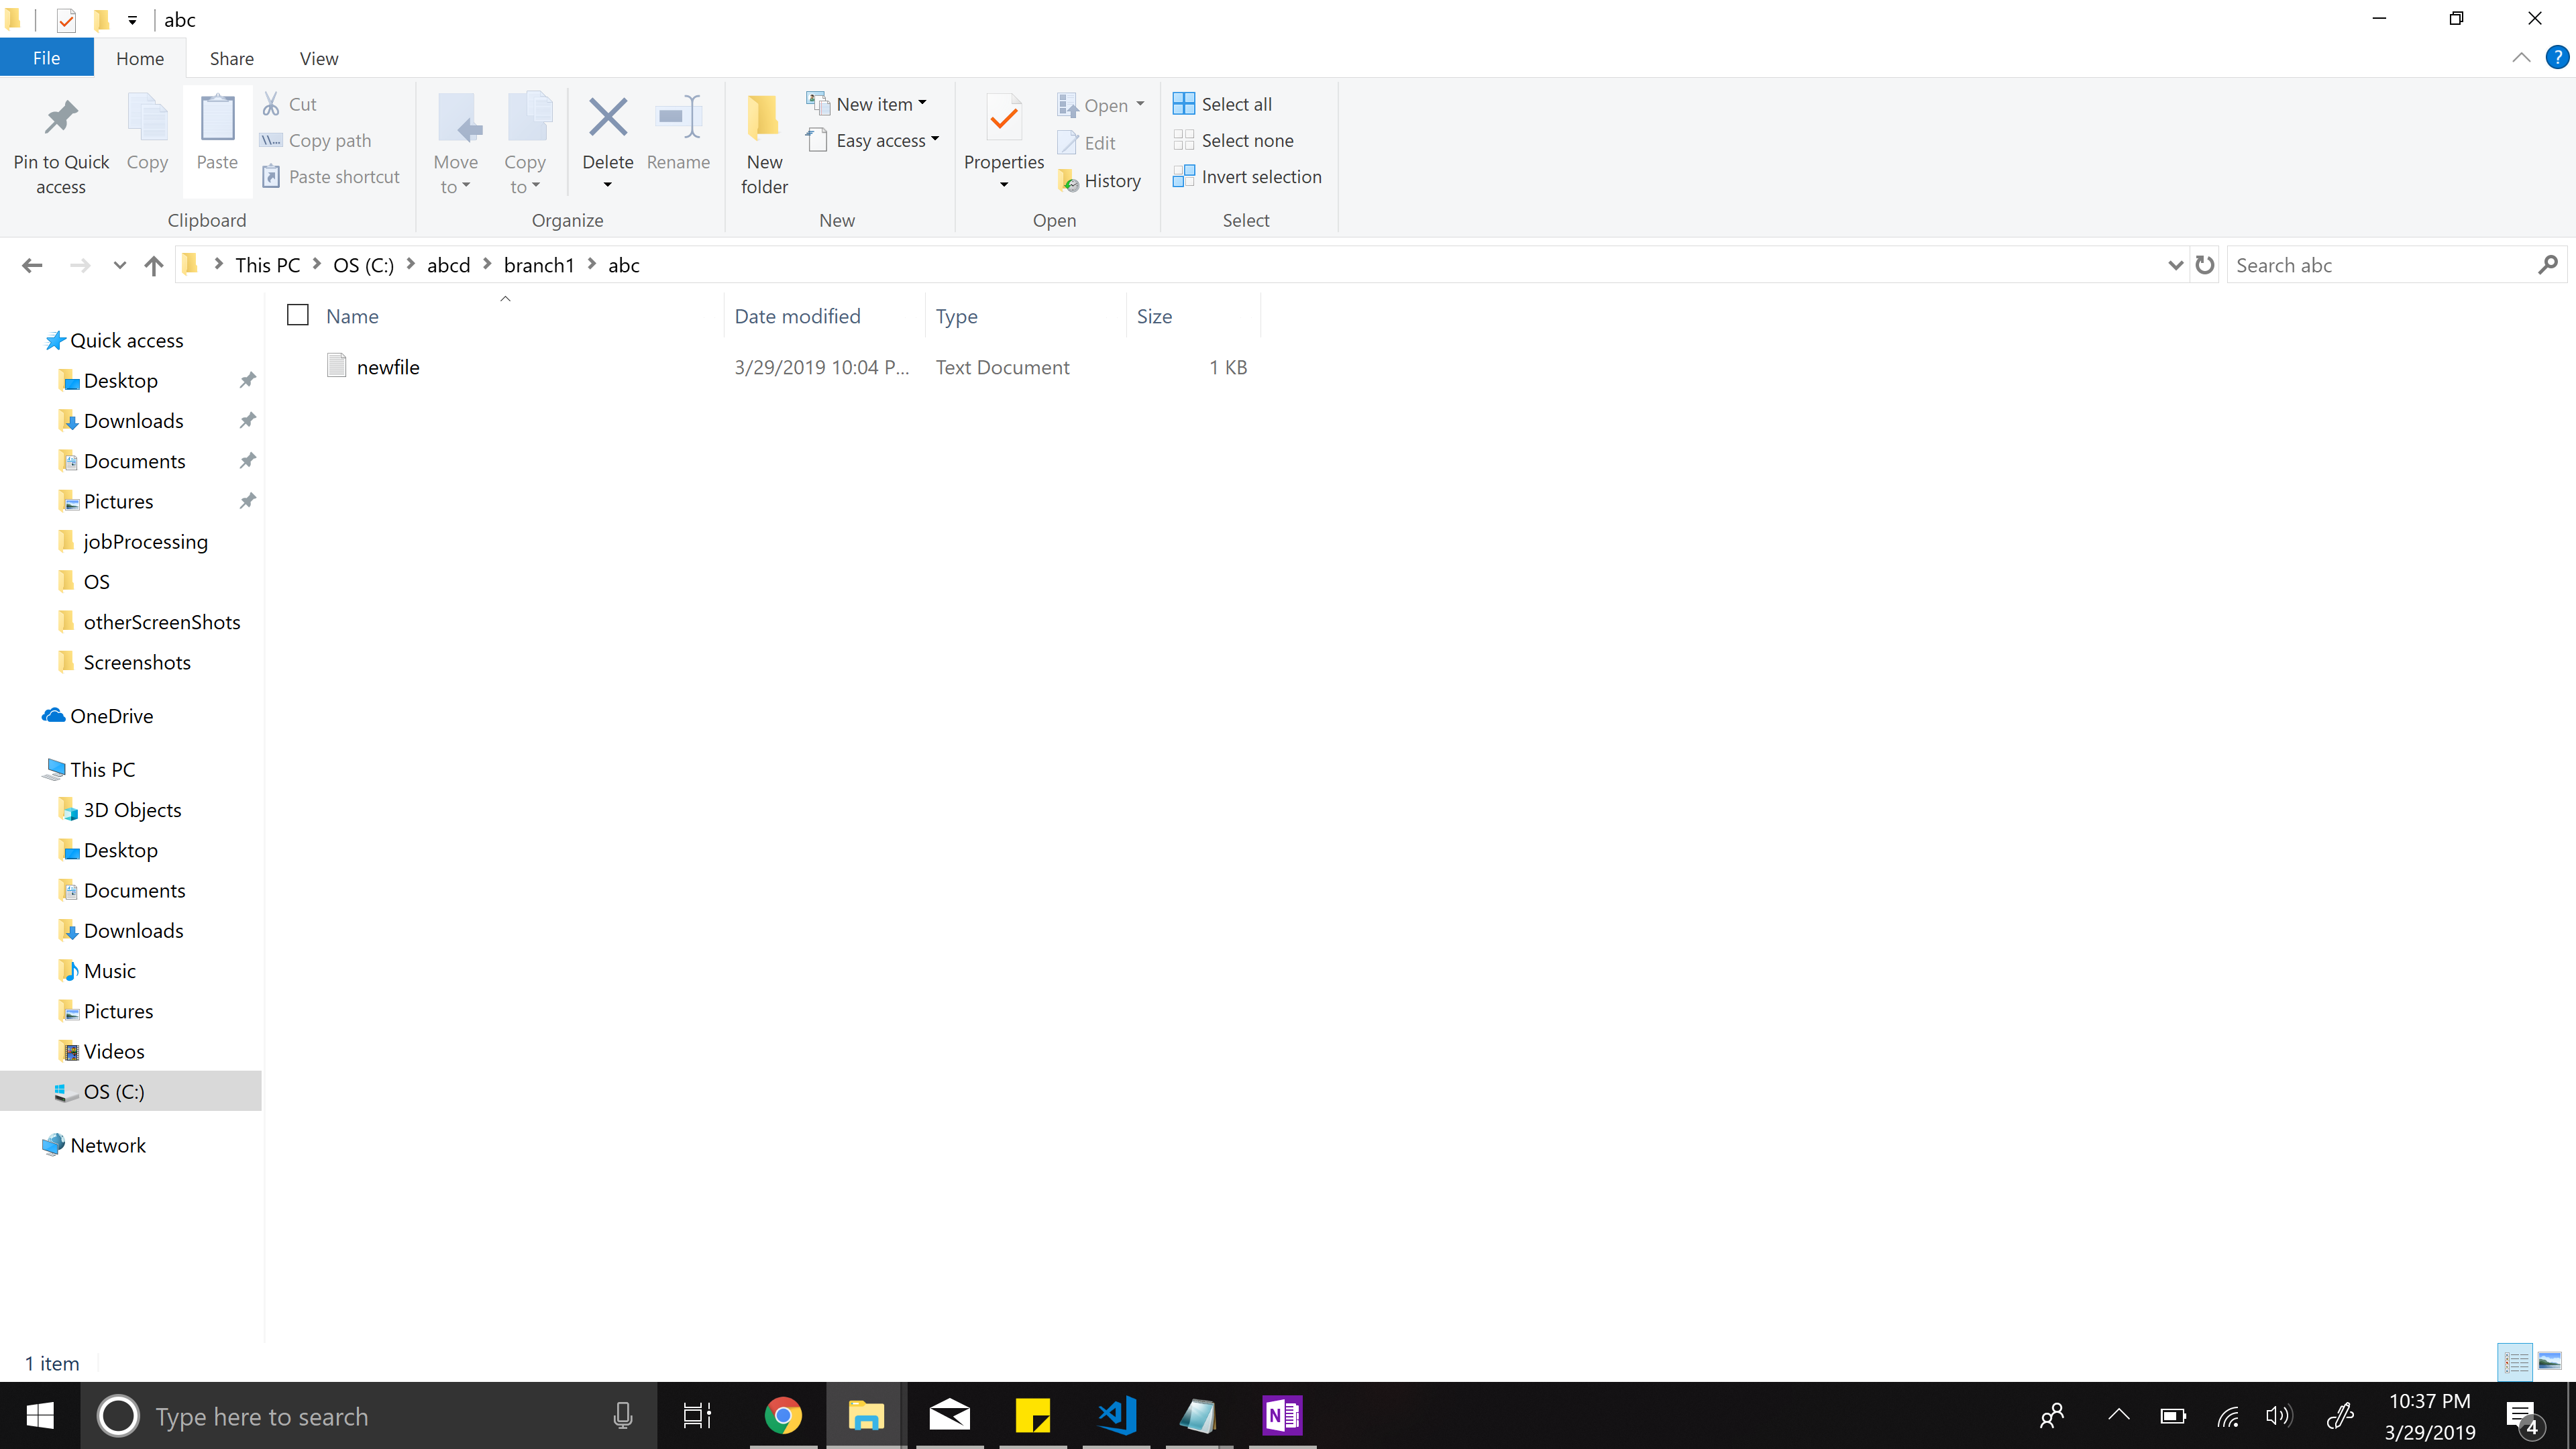 abc
File Home Share View
Pin to Quick access
Copy
Paste
Cut
Copy path
Paste shortcut
Clipboard
Move to
Copy to
Delete
Rename
Organize
New folder
New item
Easy access
New
Properties
Open
Edit
History
Open
Select all
Select none
Invert selection
Select
This PC OS (C:) abcd branch1 abc
Search abc
Name Date modified Type Size
newfile 3/29/2019 10:04 P... Text Document 1 KB
Quick access
Desktop
Downloads
Documents
Pictures
jobProcessing
OS
otherScreenShots
Screenshots
OneDrive
This PC
3D Objects
Desktop
Documents
Downloads
Music
Pictures
Videos
OS (C:)
Network
1 item
Type here to search
10:37 PM
3/29/2019
4